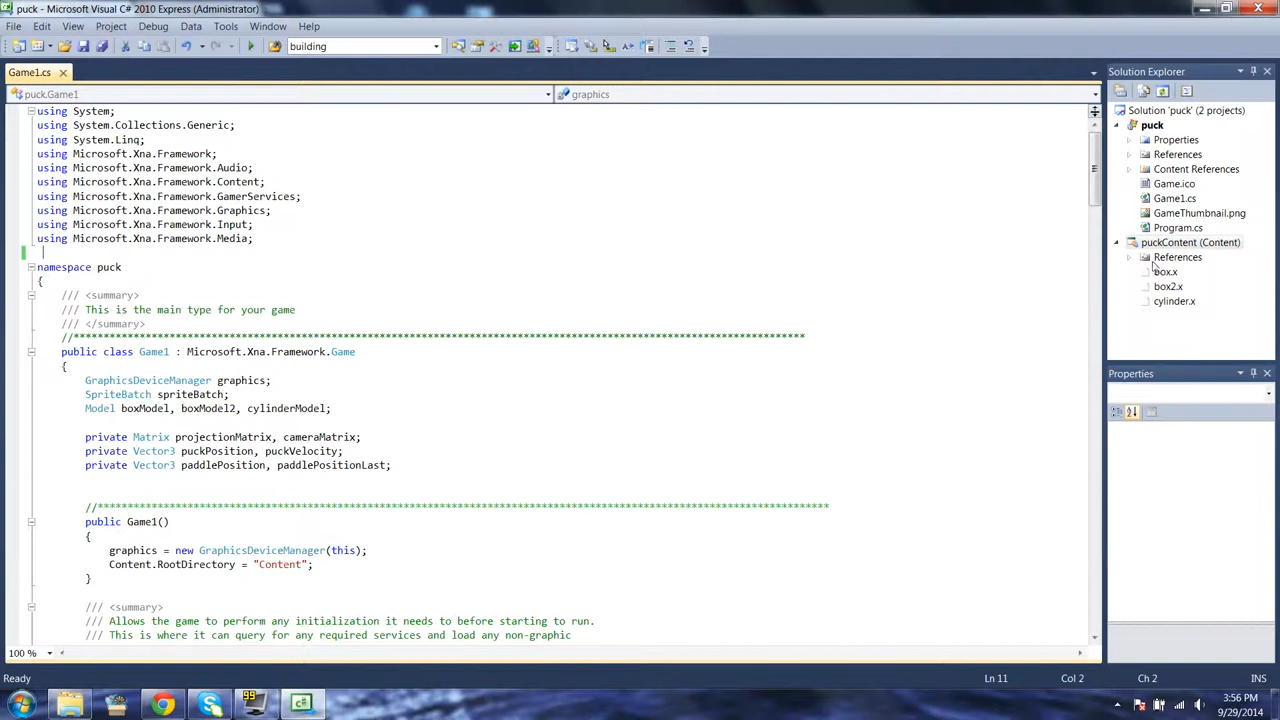 puck - Microsoft Visual C# 2010 Express (Administrator)
File Edit View Project Debug Data Tools Window Help
building
Game1.cs
puck.Game1 graphics
using System;
using System.Collections.Generic;
using System.Linq;
using Microsoft.Xna.Framework;
using Microsoft.Xna.Framework.Audio;
using Microsoft.Xna.Framework.Content;
using Microsoft.Xna.Framework.GamerServices;
using Microsoft.Xna.Framework.Graphics;
using Microsoft.Xna.Framework.Input;
using Microsoft.Xna.Framework.Media;
namespace puck
{
/// <summary>
/// This is the main type for your game
/// </summary>
//**********************************************************************************************************************
public class Game1 : Microsoft.Xna.Framework.Game
{
GraphicsDeviceManager graphics;
SpriteBatch spriteBatch;
Model boxModel, boxModel2, cylinderModel;
private Matrix projectionMatrix, cameraMatrix;
private Vector3 puckPosition, puckVelocity;
private Vector3 paddlePosition, paddlePositionLast;
//**********************************************************************************************************************
public Game1()
{
graphics = new GraphicsDeviceManager(this);
Content.RootDirectory = "Content";
}
/// <summary>
/// Allows the game to perform any initialization it needs to before starting to run.
/// This is where it can query for any required services and load any non-graphic
100 %
Solution Explorer
Solution 'puck' (2 projects)
puck
Properties
References
Content References
Game.ico
Game1.cs
GameThumbnail.png
Program.cs
puckContent (Content)
References
box.x
box2.x
cylinder.x
Properties
Ready Ln 11 Col 2 Ch 2 INS
99
3:56 PM
9/29/2014